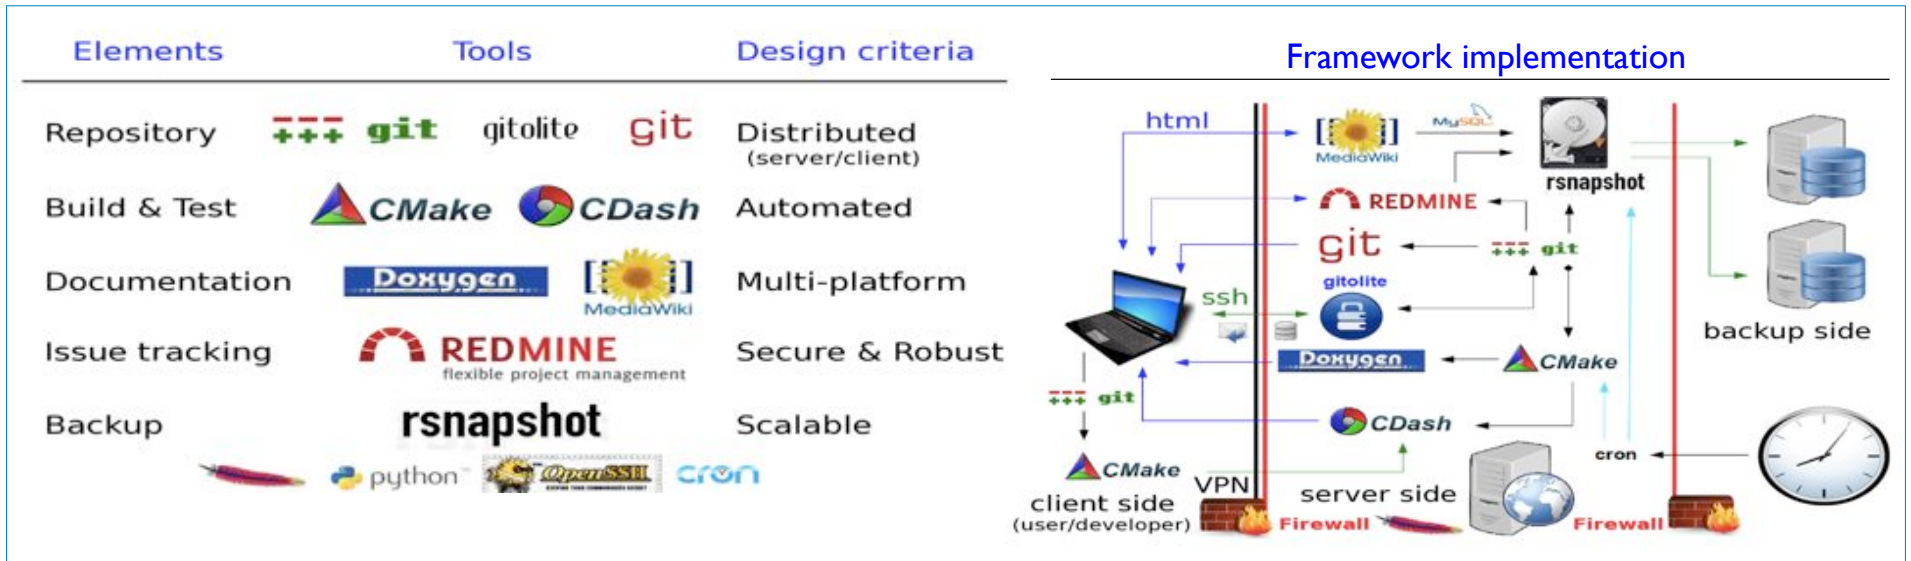 Elements Tools Design criteria
Repository git gitolite git Distributed
(server/client)
Build & Test CMake CDash Automated
Documentation Doxygen MediaWiki Multi-platform
Issue tracking REDMINE Secure & Robust
flexible project management
Backup rsnapshot Scalable
python OpenSSH cron
Framework implementation
html
MediaWiki
MySQL
rsnapshot
REDMINE
git
git
gitolite
ssh
Doxygen
CMake
git
CDash
CMake
cron
VPN
client side
(user/developer)
server side
Firewall
Firewall
backup side